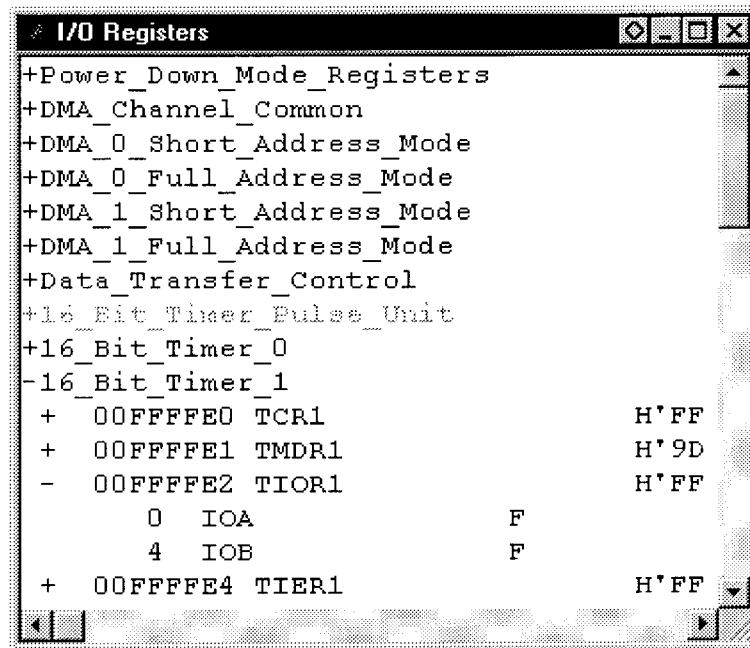 I/O Registers
+Power_Down_Mode_Registers
+DMA_Channel_Common
+DMA_0_Short_Address_Mode
+DMA_0_Full_Address_Mode
+DMA_1_Short_Address_Mode
+DMA_1_Full_Address_Mode
+Data_Transfer_Control
+16_Bit_Timer_Pulse_Unit
+16_Bit_Timer_0
-16_Bit_Timer_1
+ 00FFFFE0 TCR1 H'FF
+ 00FFFFE1 TMDR1 H'9D
- 00FFFFE2 TIOR1 H'FF
0 IOA F
4 IOB F
+ 00FFFFE4 TIER1 H'FF